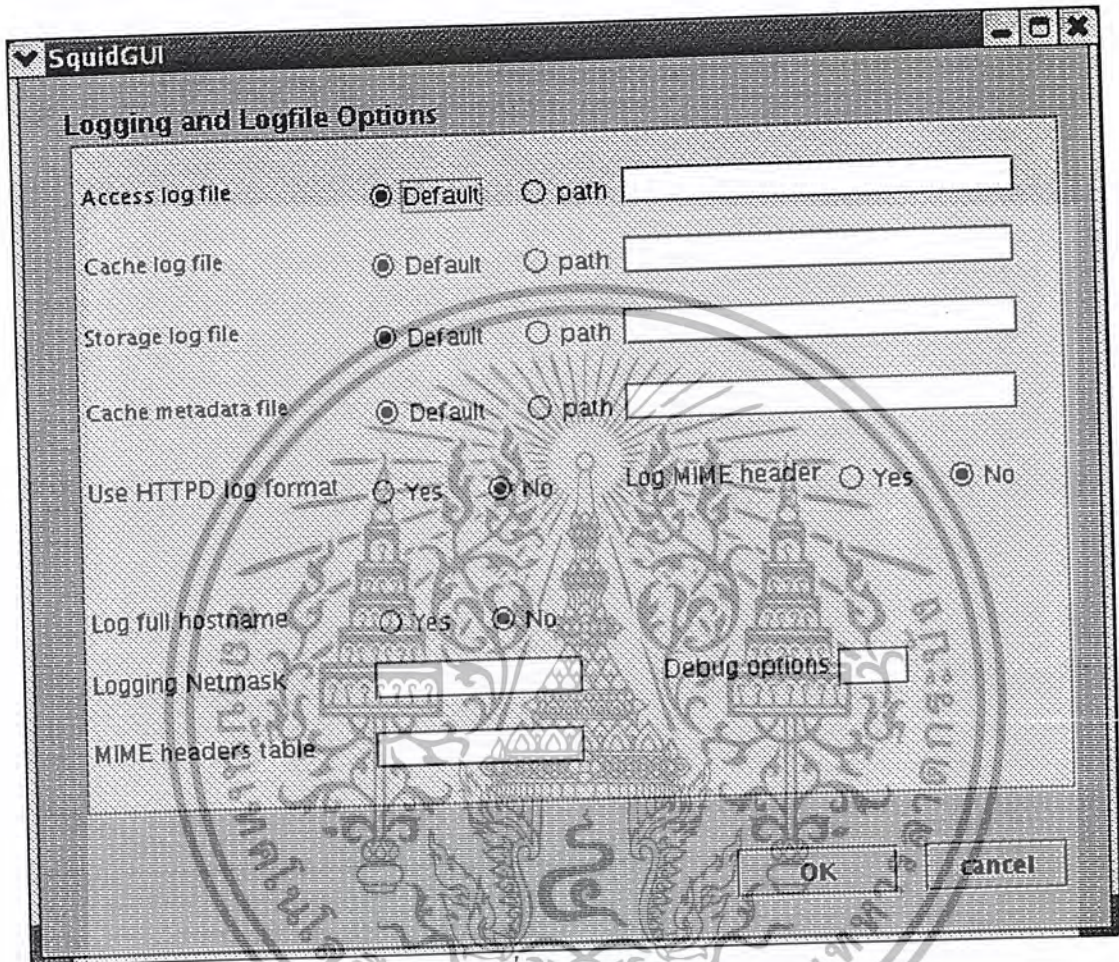 SquidGUI
Logging and Logfile Options
Access log file Default path
Cache log file Default path
Storage log file Default path
Cache metadata file Default path
Use HTTPD log format Yes No Log MIME header Yes No
Log full hostname Yes No
Logging Netmask Debug options
MIME headers table
OK cancel